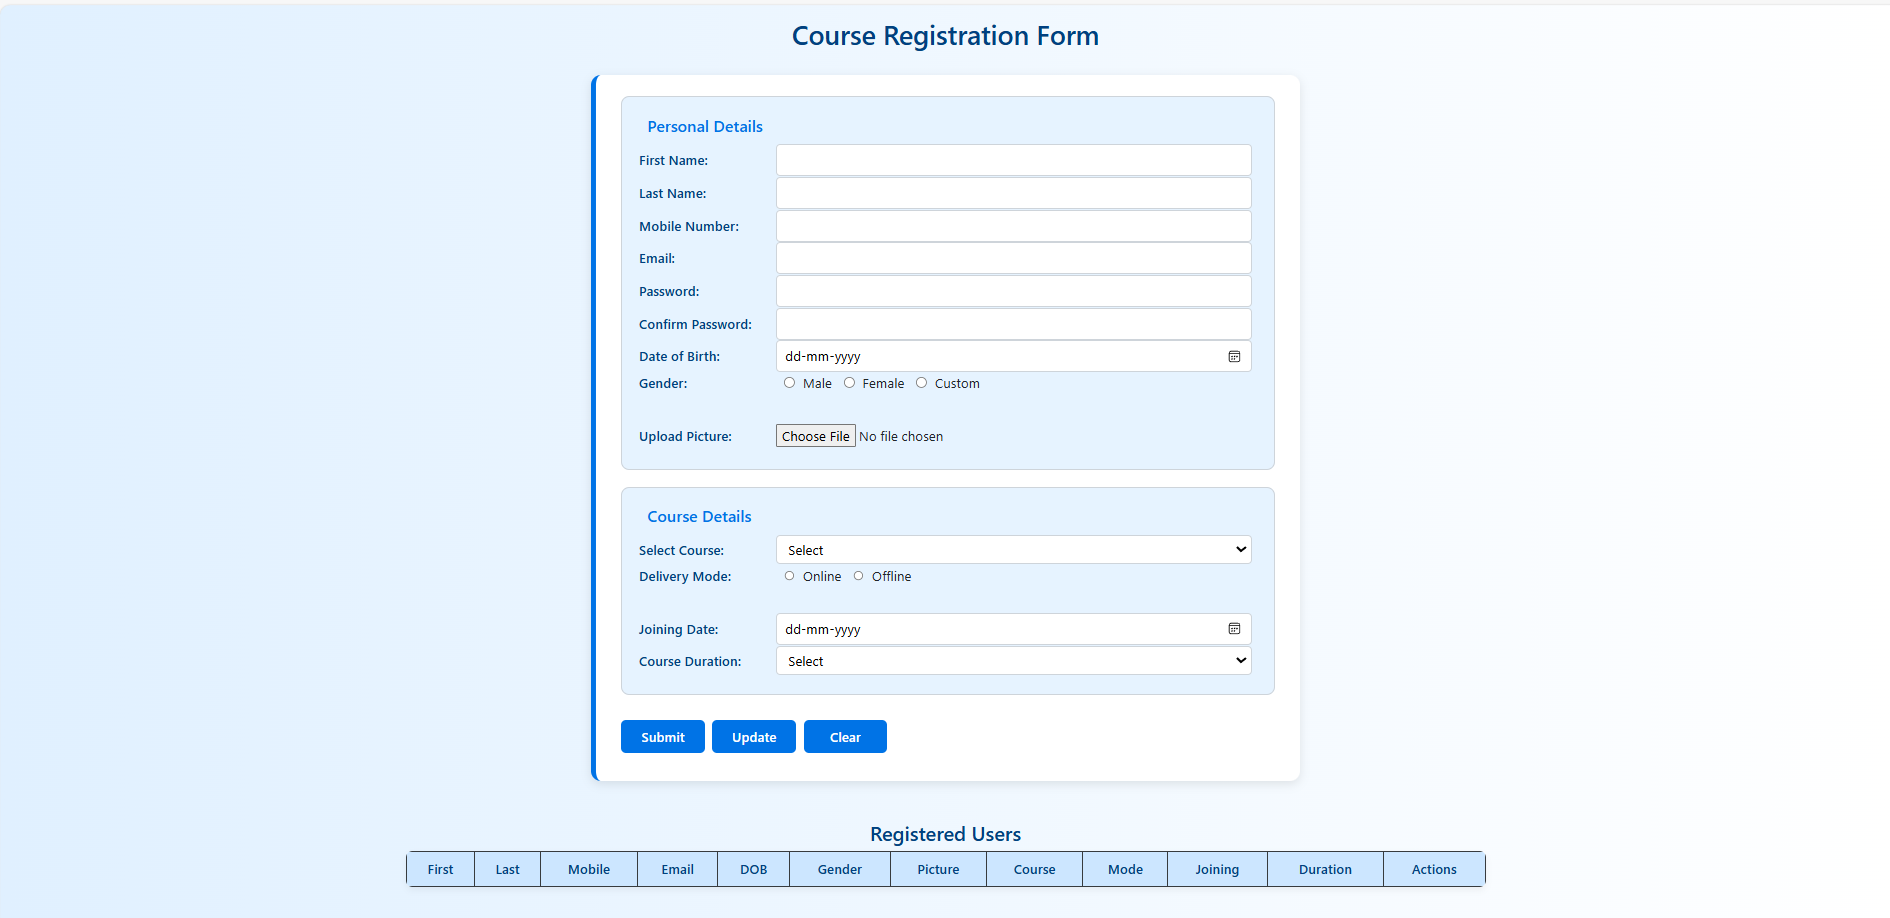 Course Registration Form
Personal Details
First Name:
Last Name:
Mobile Number:
Email:
Password:
Confirm Password:
Date of Birth: dd-mm-yyyy
Gender: Male Female Custom
Upload Picture: Choose File No file chosen
Course Details
Select Course: Select
Delivery Mode: Online Offline
Joining Date: dd-mm-yyyy
Course Duration: Select
Submit Update Clear
Registered Users
First Last Mobile Email DOB Gender Picture Course Mode Joining Duration Actions